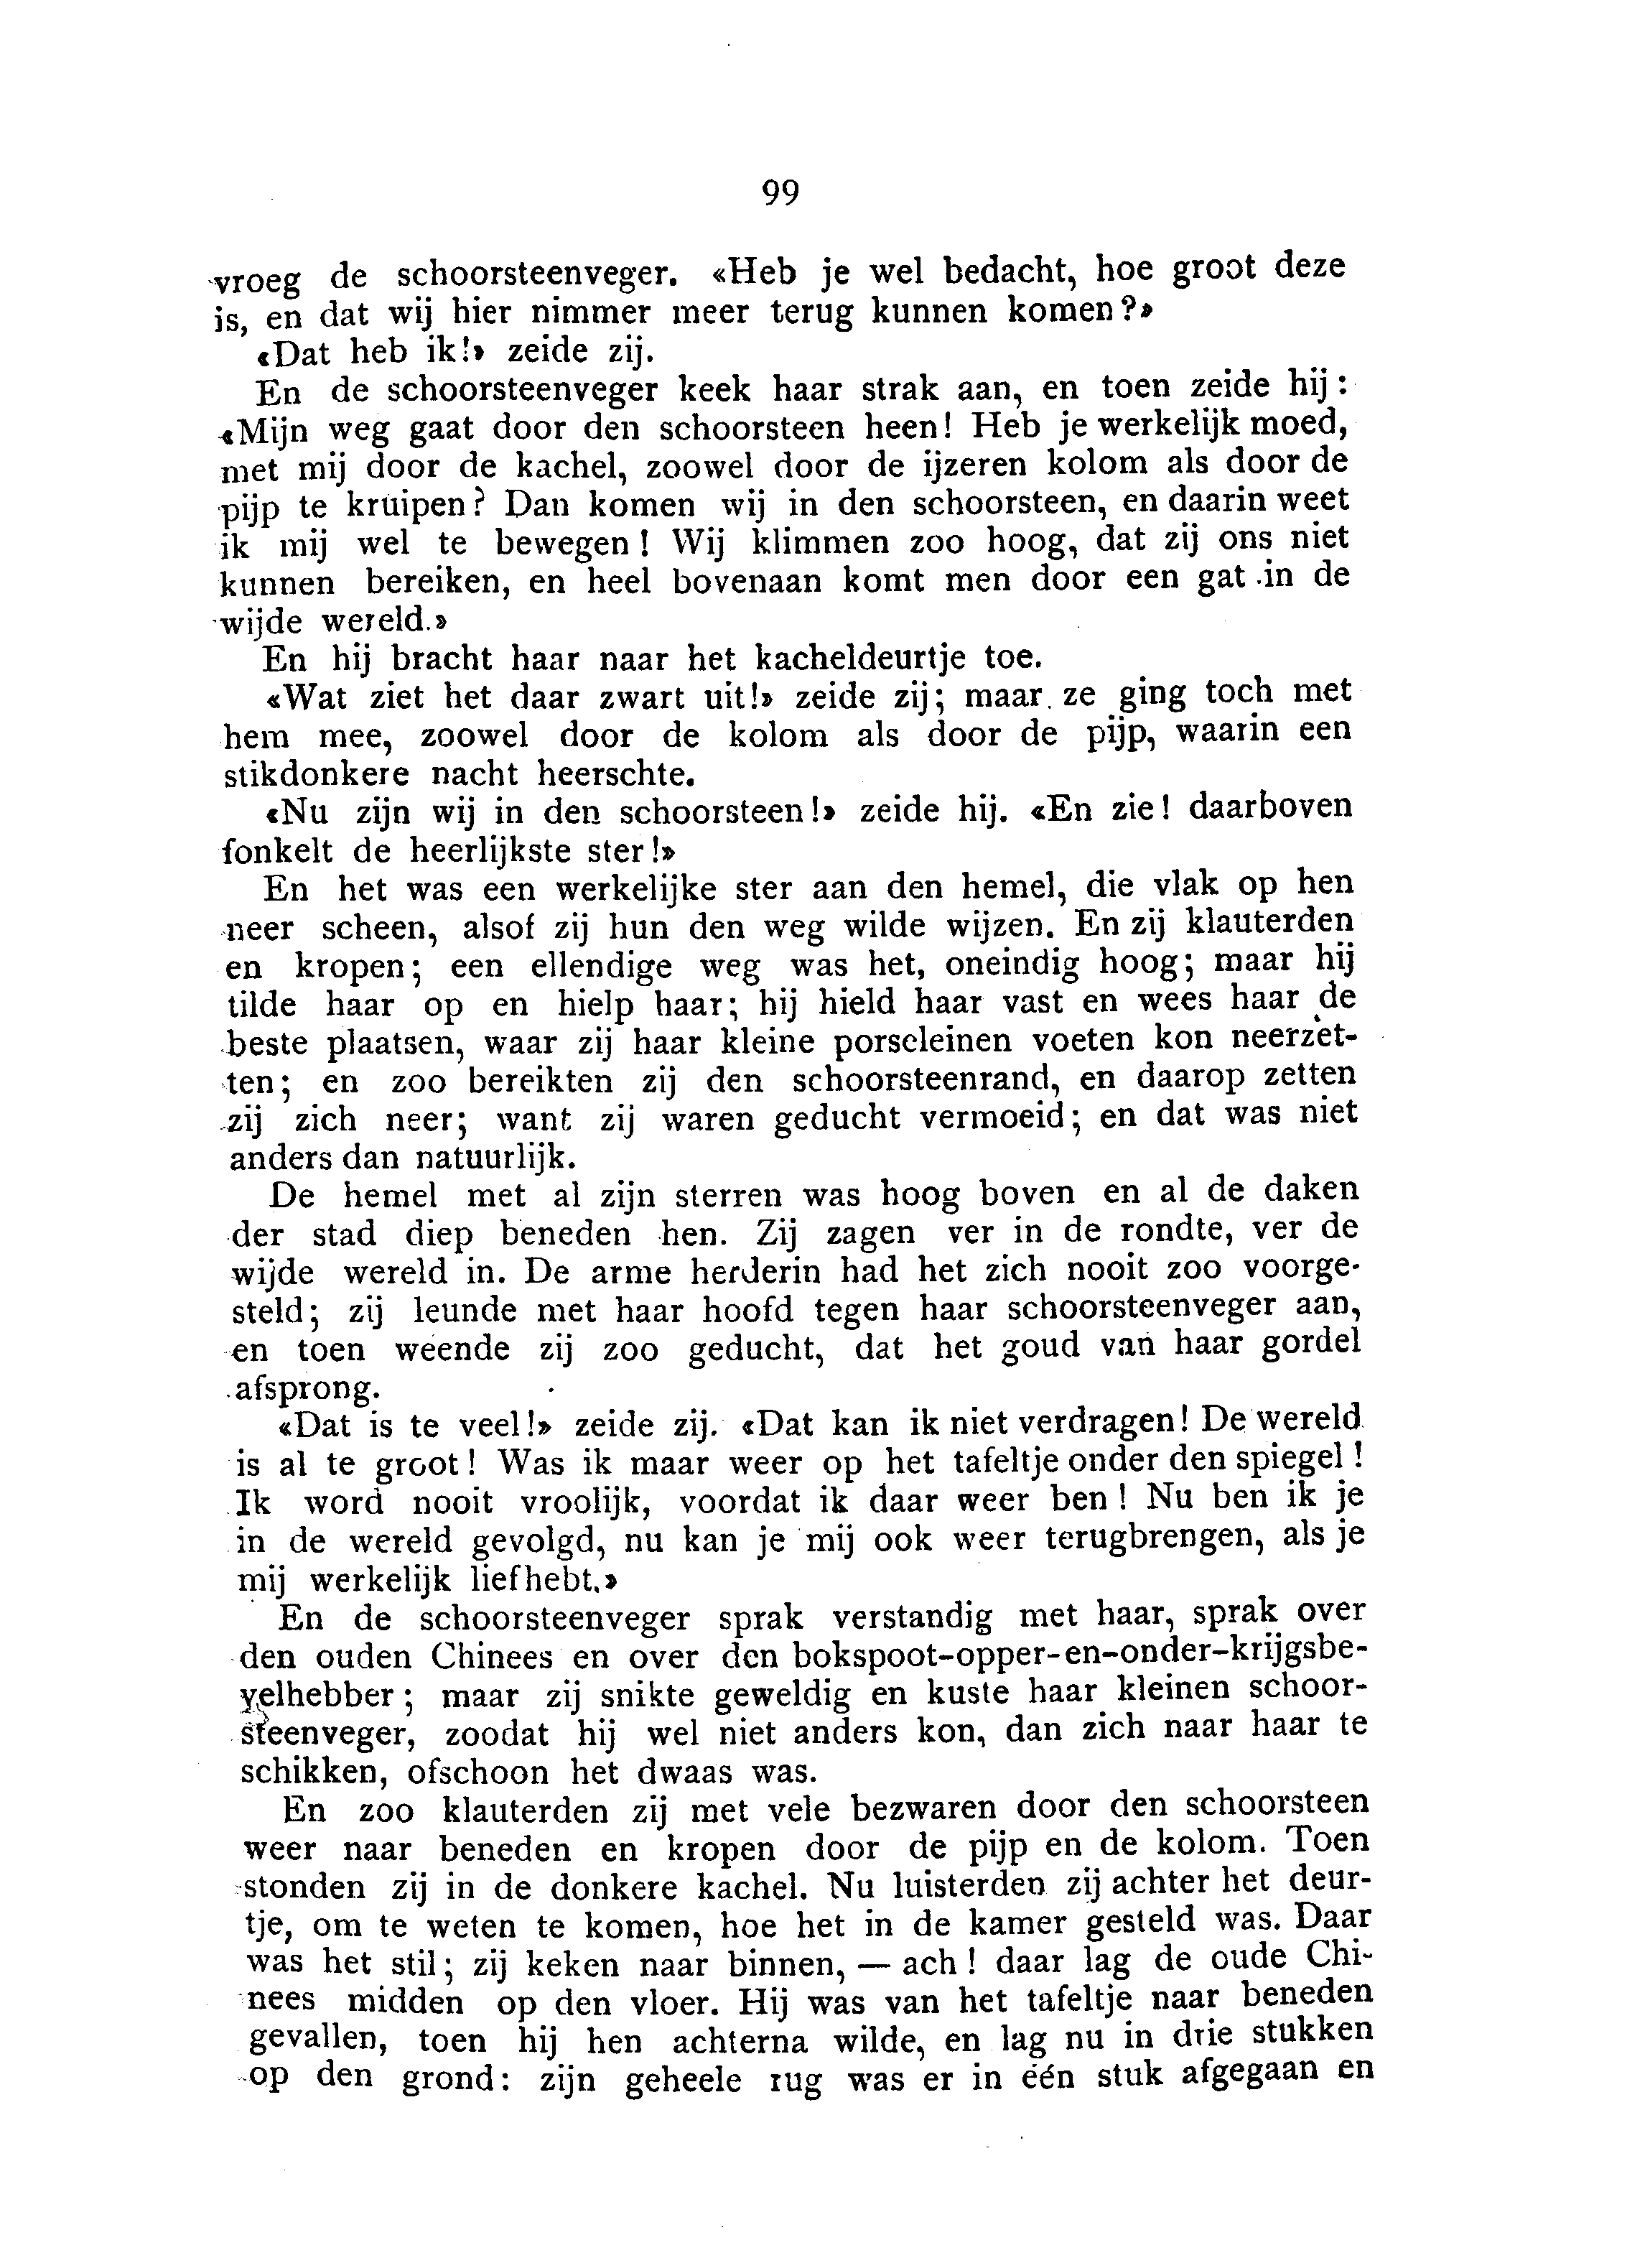 99
vroeg de schoorsteenveger. «Heb je wel bedacht, hoe groot deze
is, en dat wij hier nimmer meer terug kunnen komen?»
«Dat heb ik!» zeide zij.
En de schoorsteenveger keek haar strak aan, en toen zeide hij:
«Mijn weg gaat door den schoorsteen heen! Heb je werkelijk moed,
met mij door de kachel, zoowel door de ijzeren kolom als door de
pijp te kruipen? Dan komen wij in den schoorsteen, en daarin weet
ik mij wel te bewegen! Wij klimmen zoo hoog, dat zij ons niet
kunnen bereiken, en heel bovenaan komt men door een gat in de
wijde wereld.»
En hij bracht haar naar het kacheldeurtje toe.
«Wat ziet het daar zwart uit!» zeide zij; maar ze ging toch met
hem mee, zoowel door de kolom als door de pijp, waarin een
stikdonkere nacht heerschte.
«Nu zijn wij in den schoorsteen!» zeide hij. «En zie! daarboven
fonkelt de heerlijkste ster!»
En het was een werkelijke ster aan den hemel, die vlak op hen
neer scheen, alsof zij hun den weg wilde wijzen. En zij klauterden
en kropen; een ellendige weg was het, oneindig hoog; maar hij
tilde haar op en hielp haar; hij hield haar vast en wees haar de
beste plaatsen, waar zij haar kleine porseleinen voeten kon neerzet-
ten; en zoo bereikten zij den schoorsteenrand, en daarop zetten
zij zich neer; want zij waren geducht vermoeid; en dat was niet
anders dan natuurlijk.
De hemel met al zijn sterren was hoog boven en al de daken
der stad diep beneden hen. Zij zagen ver in de rondte, ver de
wijde wereld in. De arme herderin had het zich nooit zoo voorge-
steld; zij leunde met haar hoofd tegen haar schoorsteenveger aan,
en toen weende zij zoo geducht, dat het goud van haar gordel
afsprong.
«Dat is te veel!» zeide zij. «Dat kan ik niet verdragen! De wereld
is al te groot! Was ik maar weer op het tafeltje onder den spiegel!
Ik word nooit vroolijk, voordat ik daar weer ben! Nu ben ik je
in de wereld gevolgd, nu kan je mij ook weer terugbrengen, als je
mij werkelijk liefhebt.»
En de schoorsteenveger sprak verstandig met haar, sprak over
den ouden Chinees en over den bokspoot-opper-en-onder-krijgsbe-
velhebber; maar zij snikte geweldig en kuste haar kleinen schoor-
steenveger, zoodat hij wel niet anders kon, dan zich naar haar te
schikken, ofschoon het dwaas was.
En zoo klauterden zij met vele bezwaren door den schoorsteen
weer naar beneden en kropen door de pijp en de kolom. Toen
stonden zij in de donkere kachel. Nu luisterden zij achter het deur-
tje, om te weten te komen, hoe het in de kamer gesteld was. Daar
was het stil; zij keken naar binnen, — ach! daar lag de oude Chi-
nees midden op den vloer. Hij was van het tafeltje naar beneden
gevallen, toen hij hen achterna wilde, en lag nu in drie stukken
op den grond: zijn geheele rug was er in één stuk afgegaan en